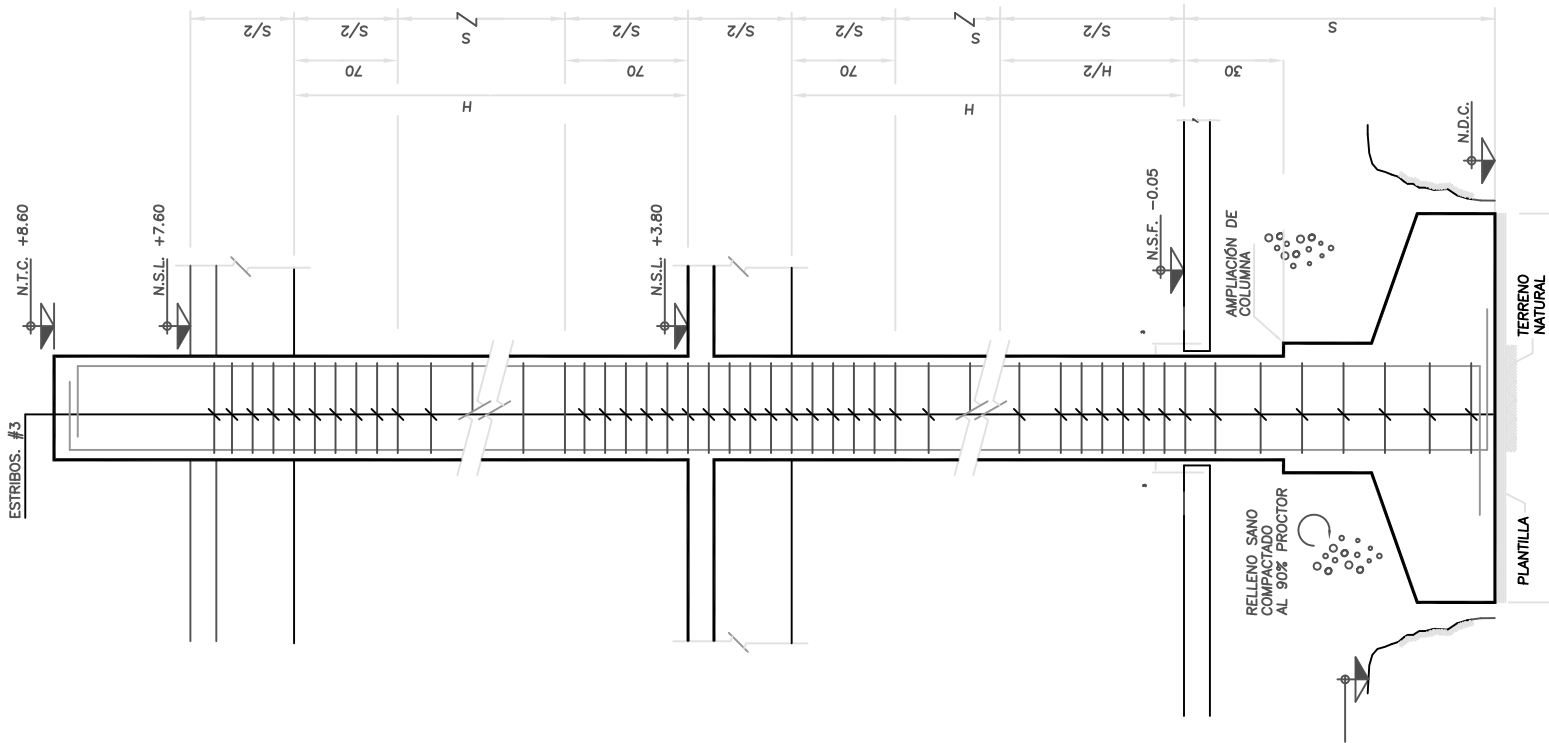 N.T.C. +8.60
N.S.L. +7.60
N.S.L. +3.80
N.S.F. -0.05
N.D.C.
ESTRIBOS. #3
AMPLIACIÓN DE
COLUMNA
RELLENO SANO
COMPACTADO
AL 90% PROCTOR
TERRENO
NATURAL
PLANTILLA
S/2
S/2
S
S/2
S/2
S/2
S
S/2
S
70
70
70
H/2
30
H
H